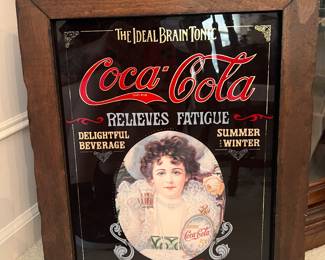 THE IDEAL BRAIN TONIC
Coca-Cola
RELIEVES FATIGUE
DELIGHTFUL
BEVERAGE
SUMMER
WINTER
Coca-Cola